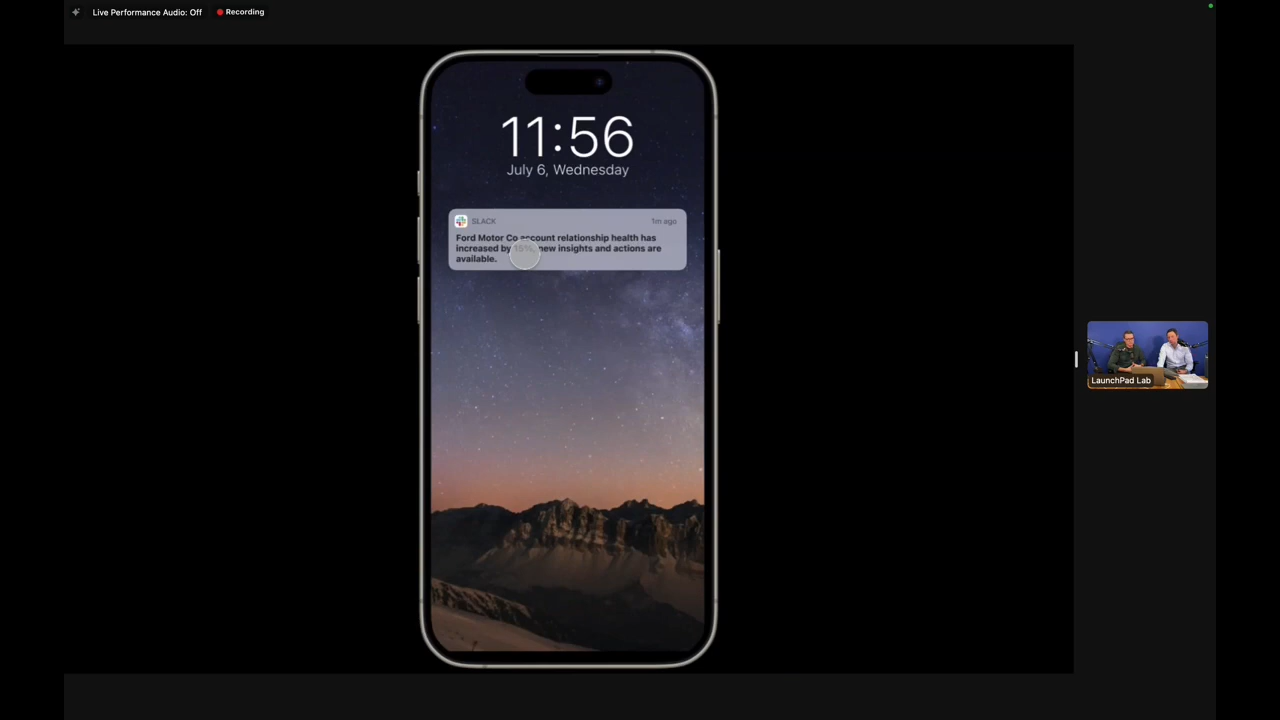 Live Performance Audio: Off
Recording
11:56
July 6, Wednesday
SLACK
1m ago
Ford Motor Co account relationship health has
increased by 15%, new insights and actions are
available.
LaunchPad Lab